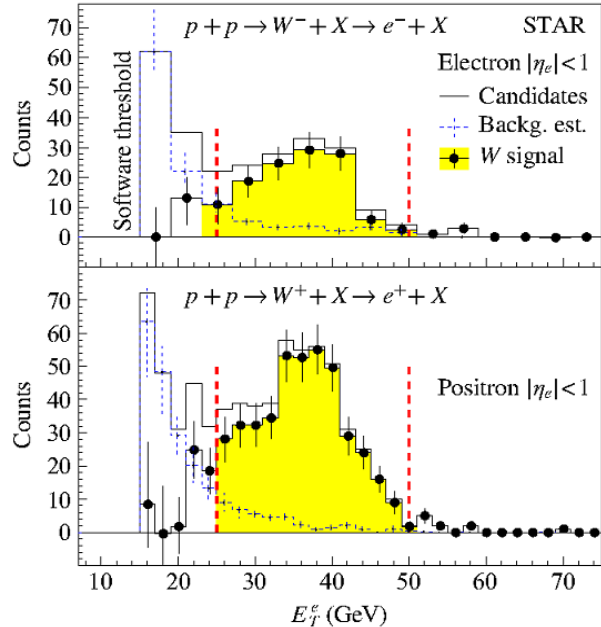 p + p → W⁻ + X → e⁻ + X
STAR
Electron |ηₑ| < 1
Candidates
Backg. est.
W signal
Software threshold
Counts
70
60
50
40
30
20
10
0
p + p → W⁺ + X → e⁺ + X
Positron |ηₑ| < 1
Counts
70
60
50
40
30
20
10
0
10 20 30 40 50 60 70
E_T^e (GeV)